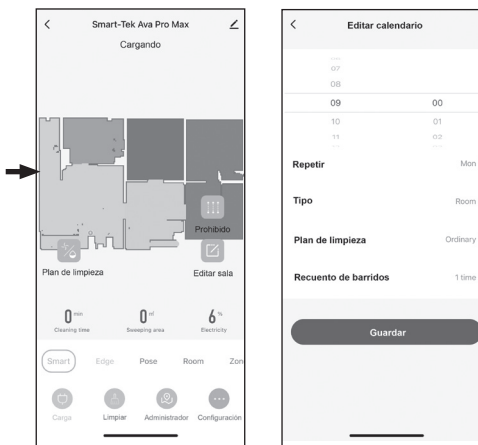 Smart-Tek Ava Pro Max
Cargando
Prohibido
Plan de limpieza
Editar sala
0 min
0 ㎡
6 %
Cleaning time
Sweeping area
Electricity
Smart Edge Pose Room Zon
Carga Limpiar Administrador Configuración
Editar calendario
07
08
09 00
10 01
11 02
Repetir Mon
Tipo Room
Plan de limpieza Ordinary
Recuento de barridos 1 time
Guardar